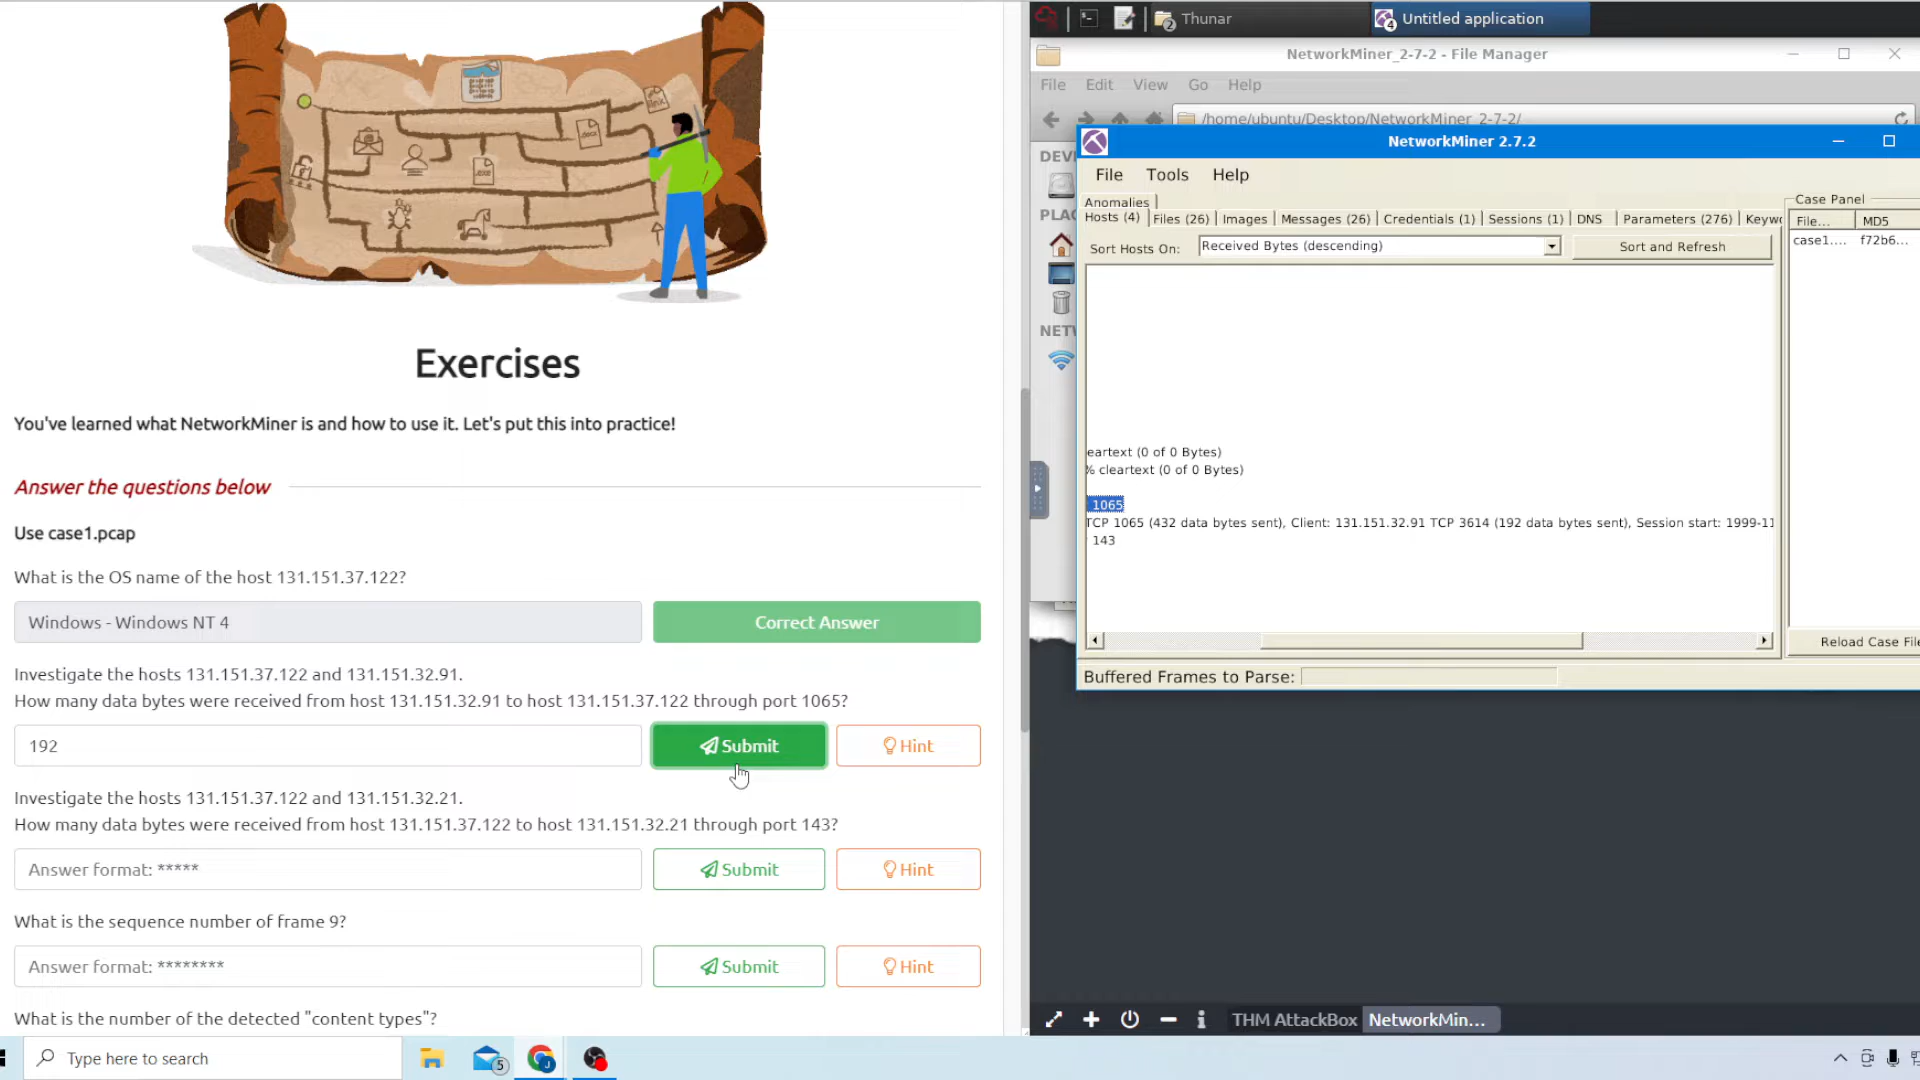 Exercises
You've learned what NetworkMiner is and how to use it. Let's put this into practice!
Answer the questions below
Use case1.pcap
What is the OS name of the host 131.151.37.122?
Windows - Windows NT 4
Correct Answer
Investigate the hosts 131.151.37.122 and 131.151.32.91.
How many data bytes were received from host 131.151.32.91 to host 131.151.37.122 through port 1065?
192
Submit
Hint
Investigate the hosts 131.151.37.122 and 131.151.32.21.
How many data bytes were received from host 131.151.37.122 to host 131.151.32.21 through port 143?
Answer format: *****
Submit
Hint
What is the sequence number of frame 9?
Answer format: ********
Submit
Hint
What is the number of the detected "content types"?
Thunar
2
Untitled application
4
NetworkMiner_2-7-2 - File Manager
File Edit View Go Help
/home/ubuntu/Desktop/NetworkMiner_2-7-2/
DEV
PLAC
NETW
NetworkMiner 2.7.2
File Tools Help
Anomalies
Hosts (4) Files (26) Images Messages (26) Credentials (1) Sessions (1) DNS Parameters (276) Keywo
Sort Hosts On: Received Bytes (descending) Sort and Refresh
eartext (0 of 0 Bytes)
% cleartext (0 of 0 Bytes)
1065
TCP 1065 (432 data bytes sent), Client: 131.151.32.91 TCP 3614 (192 data bytes sent), Session start: 1999-11
143
Case Panel
File... MD5
case1.... f72b6...
Reload Case File
Buffered Frames to Parse:
THM AttackBox
NetworkMin...
Type here to search
5
J